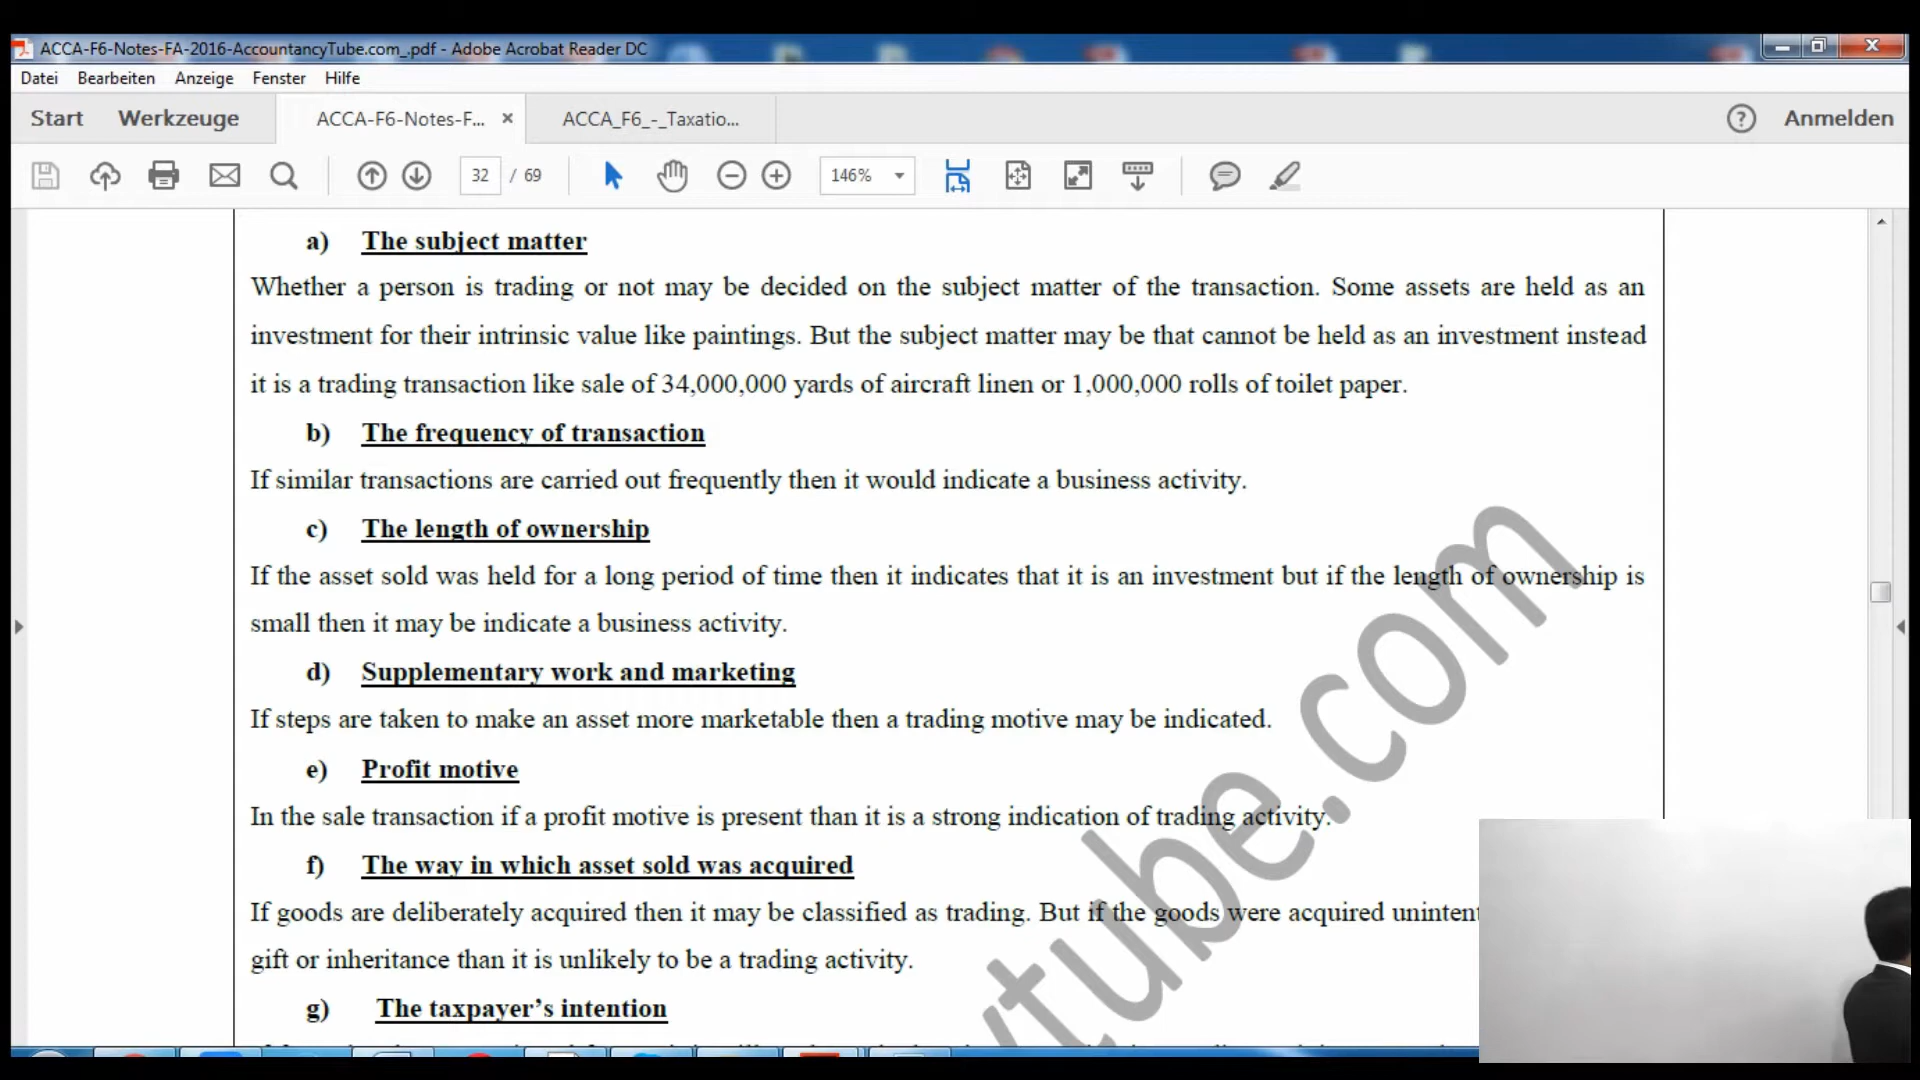 ACCA-F6-Notes-FA-2016-AccountancyTube.com_.pdf - Adobe Acrobat Reader DC
Datei Bearbeiten Anzeige Fenster Hilfe
Start Werkzeuge ACCA-F6-Notes-F... × ACCA_F6_-_Taxatio... Anmelden
32 / 69 146%
a) The subject matter
Whether a person is trading or not may be decided on the subject matter of the transaction. Some assets are held as an
investment for their intrinsic value like paintings. But the subject matter may be that cannot be held as an investment instead
it is a trading transaction like sale of 34,000,000 yards of aircraft linen or 1,000,000 rolls of toilet paper.
b) The frequency of transaction
If similar transactions are carried out frequently then it would indicate a business activity.
c) The length of ownership
If the asset sold was held for a long period of time then it indicates that it is an investment but if the length of ownership is
small then it may be indicate a business activity.
d) Supplementary work and marketing
If steps are taken to make an asset more marketable then a trading motive may be indicated.
e) Profit motive
In the sale transaction if a profit motive is present than it is a strong indication of trading activity.
f) The way in which asset sold was acquired
If goods are deliberately acquired then it may be classified as trading. But if the goods were acquired unintent
gift or inheritance than it is unlikely to be a trading activity.
g) The taxpayer's intention
ytube.com